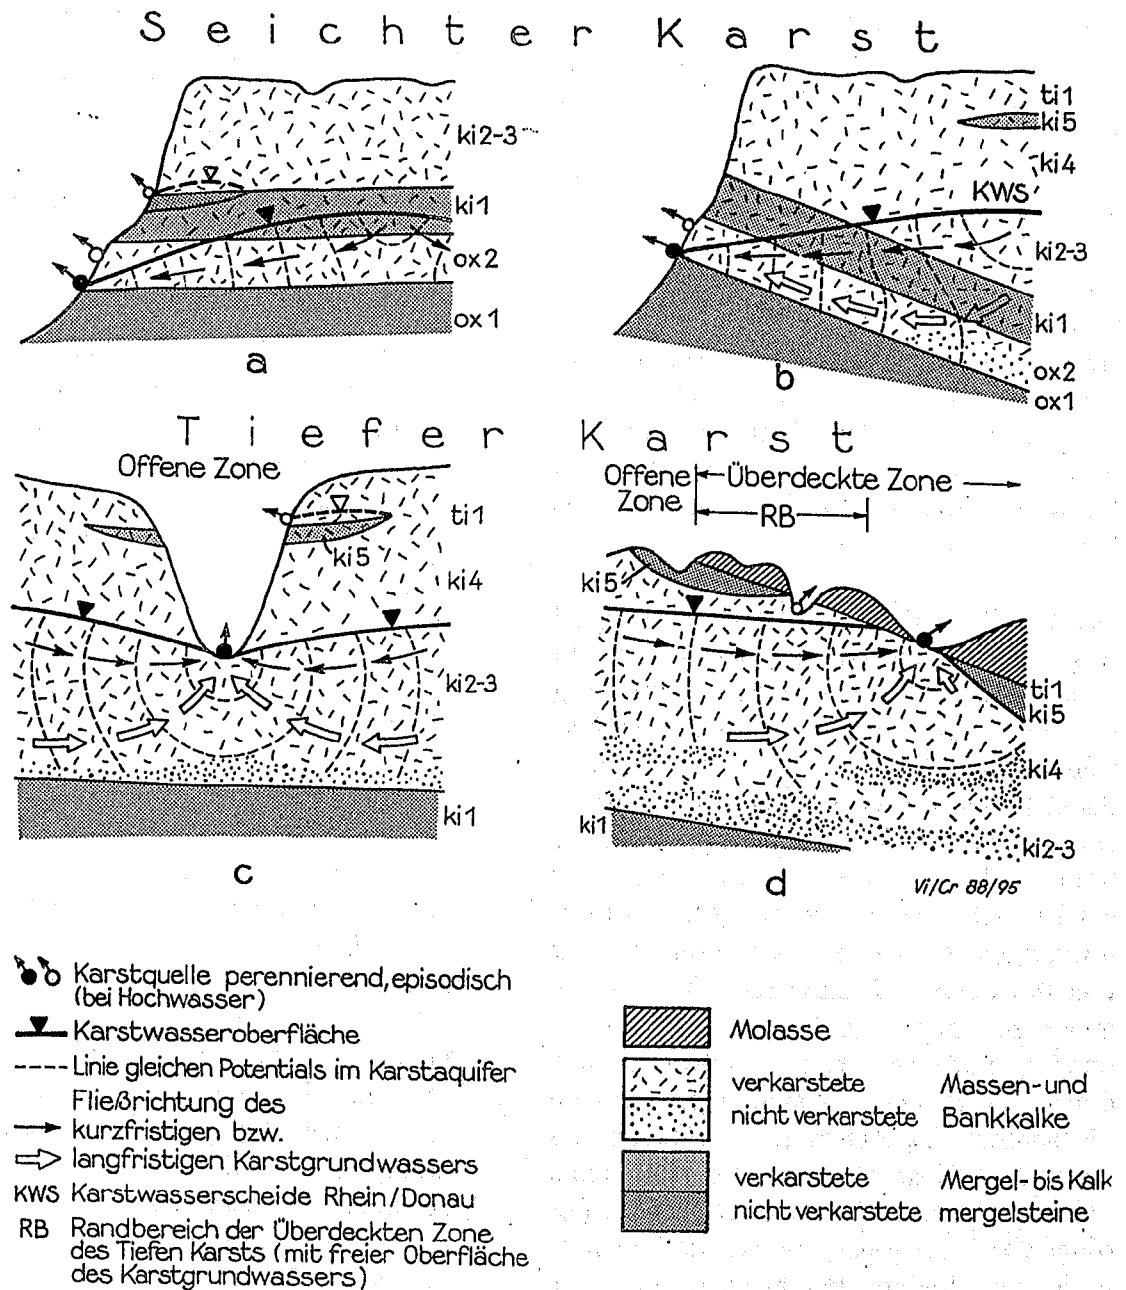 Seichter Karst
ki2-3
ki1
ox2
ox1
a
ti1
ki5
ki4
KWS
ki2-3
ki1
ox2
ox1
b
Tiefer Karst
Offene Zone
ti1
ki5
ki4
ki2-3
ki1
c
Offene
Zone
Überdeckte Zone
RB
ki5
ti1
ki5
ki4
ki1
ki2-3
d
Vi/Cr 88/95
Karstquelle perennierend, episodisch
(bei Hochwasser)
Karstwasseroberfläche
Linie gleichen Potentials im Karstaquifer
Fließrichtung des
kurzfristigen bzw.
langfristigen Karstgrundwassers
KWS Karstwasserscheide Rhein/Donau
RB Randbereich der Überdeckten Zone
des Tiefen Karsts (mit freier Oberfläche
des Karstgrundwassers)
Molasse
verkarstete Massen- und
nicht verkarstete Bankkalke
verkarstete Mergel- bis Kalk
nicht verkarstete mergelsteine